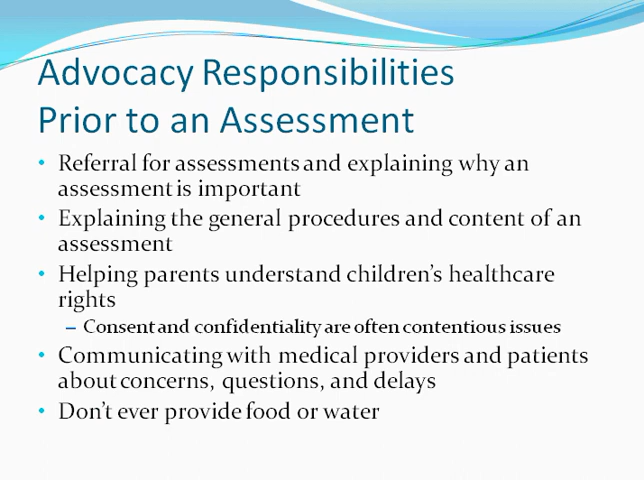 Advocacy Responsibilities
Prior to an Assessment
• Referral for assessments and explaining why an
assessment is important
• Explaining the general procedures and content of an
assessment
• Helping parents understand children's healthcare
rights
– Consent and confidentiality are often contentious issues
• Communicating with medical providers and patients
about concerns, questions, and delays
• Don't ever provide food or water